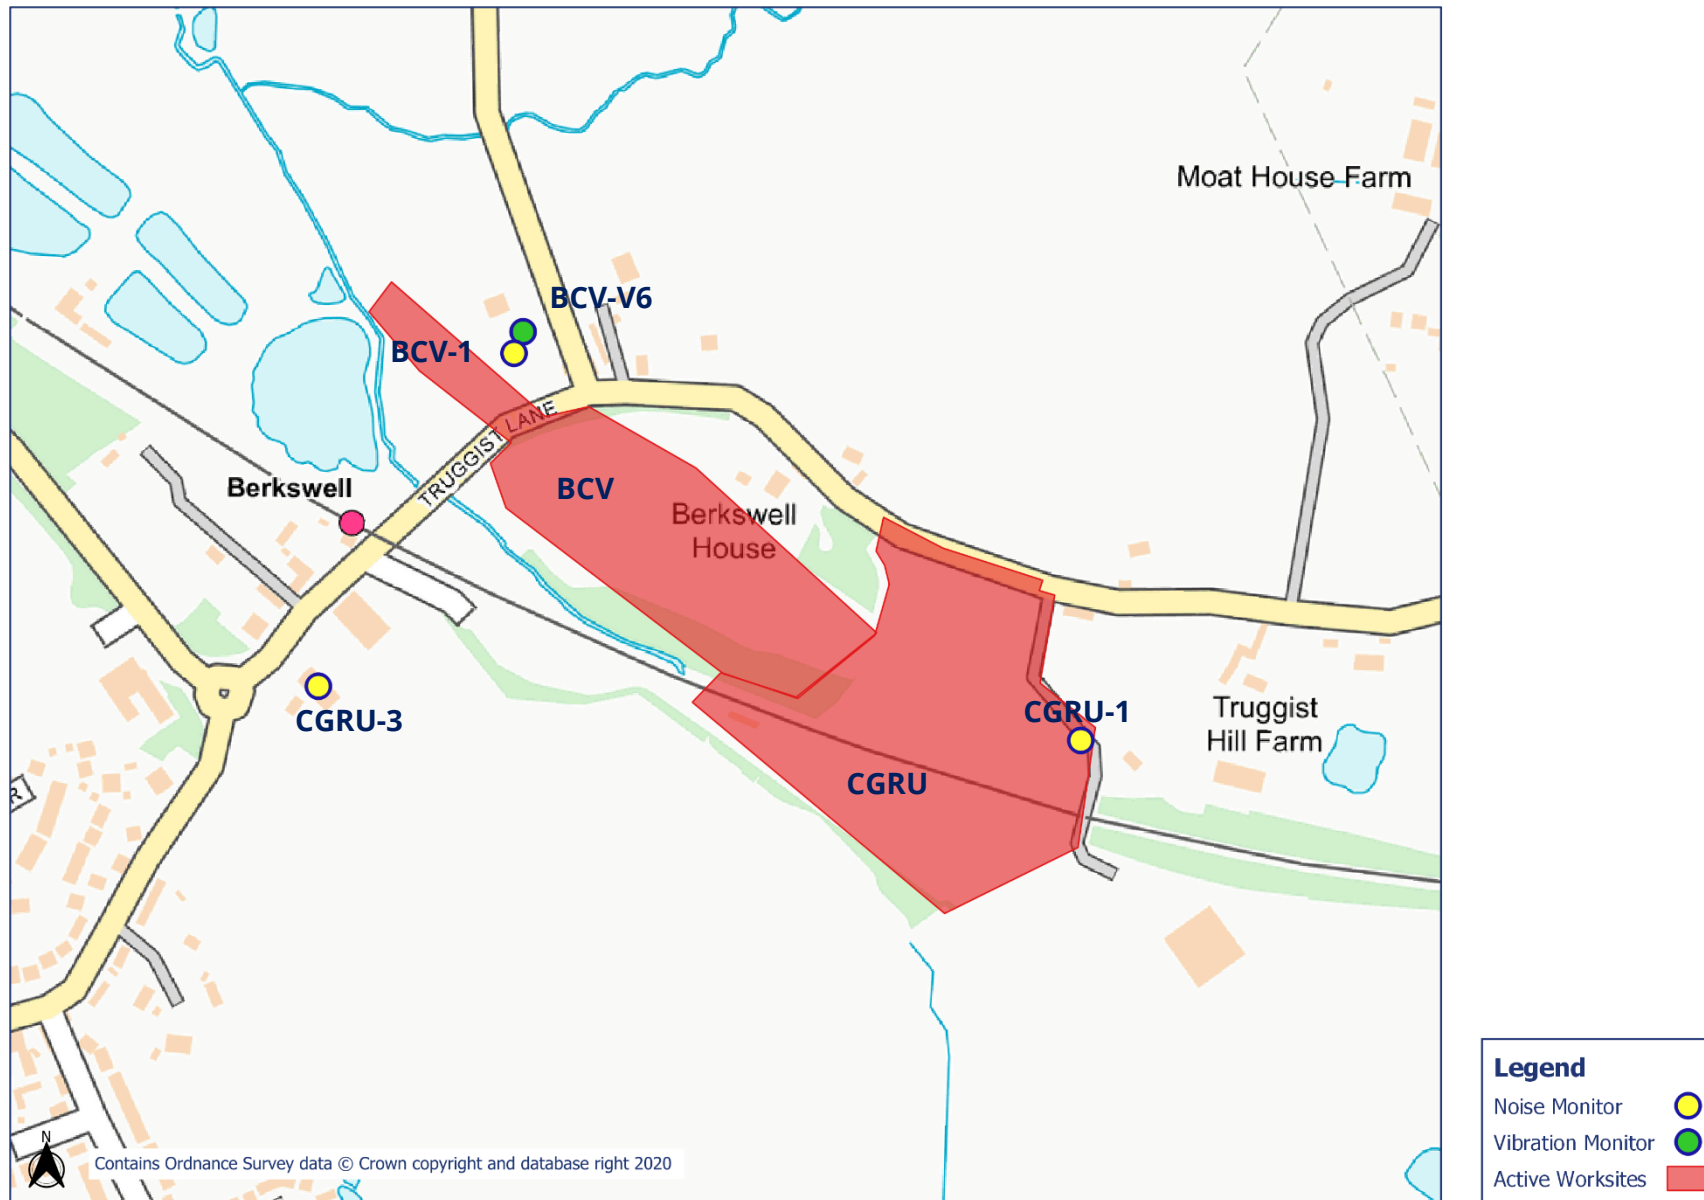 Moat House Farm
BCV-V6
BCV-1
TRUGGIST LANE
Berkswell
BCV
Berkswell
House
CGRU-3
CGRU-1
Truggist
Hill Farm
CGRU
R
N
Contains Ordnance Survey data © Crown copyright and database right 2020
Legend
Noise Monitor
Vibration Monitor
Active Worksites